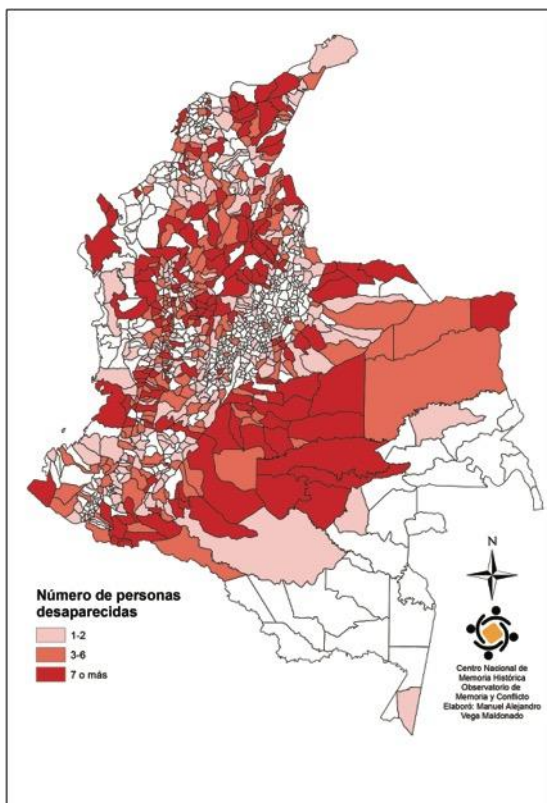 N
Número de personas
desaparecidas
1-2
3-6
7 o más
Centro Nacional de
Memoria Histórica
Observatorio de
Memoria y Conflicto
Elaboró: Manuel Alejandro
Vega Maldonado